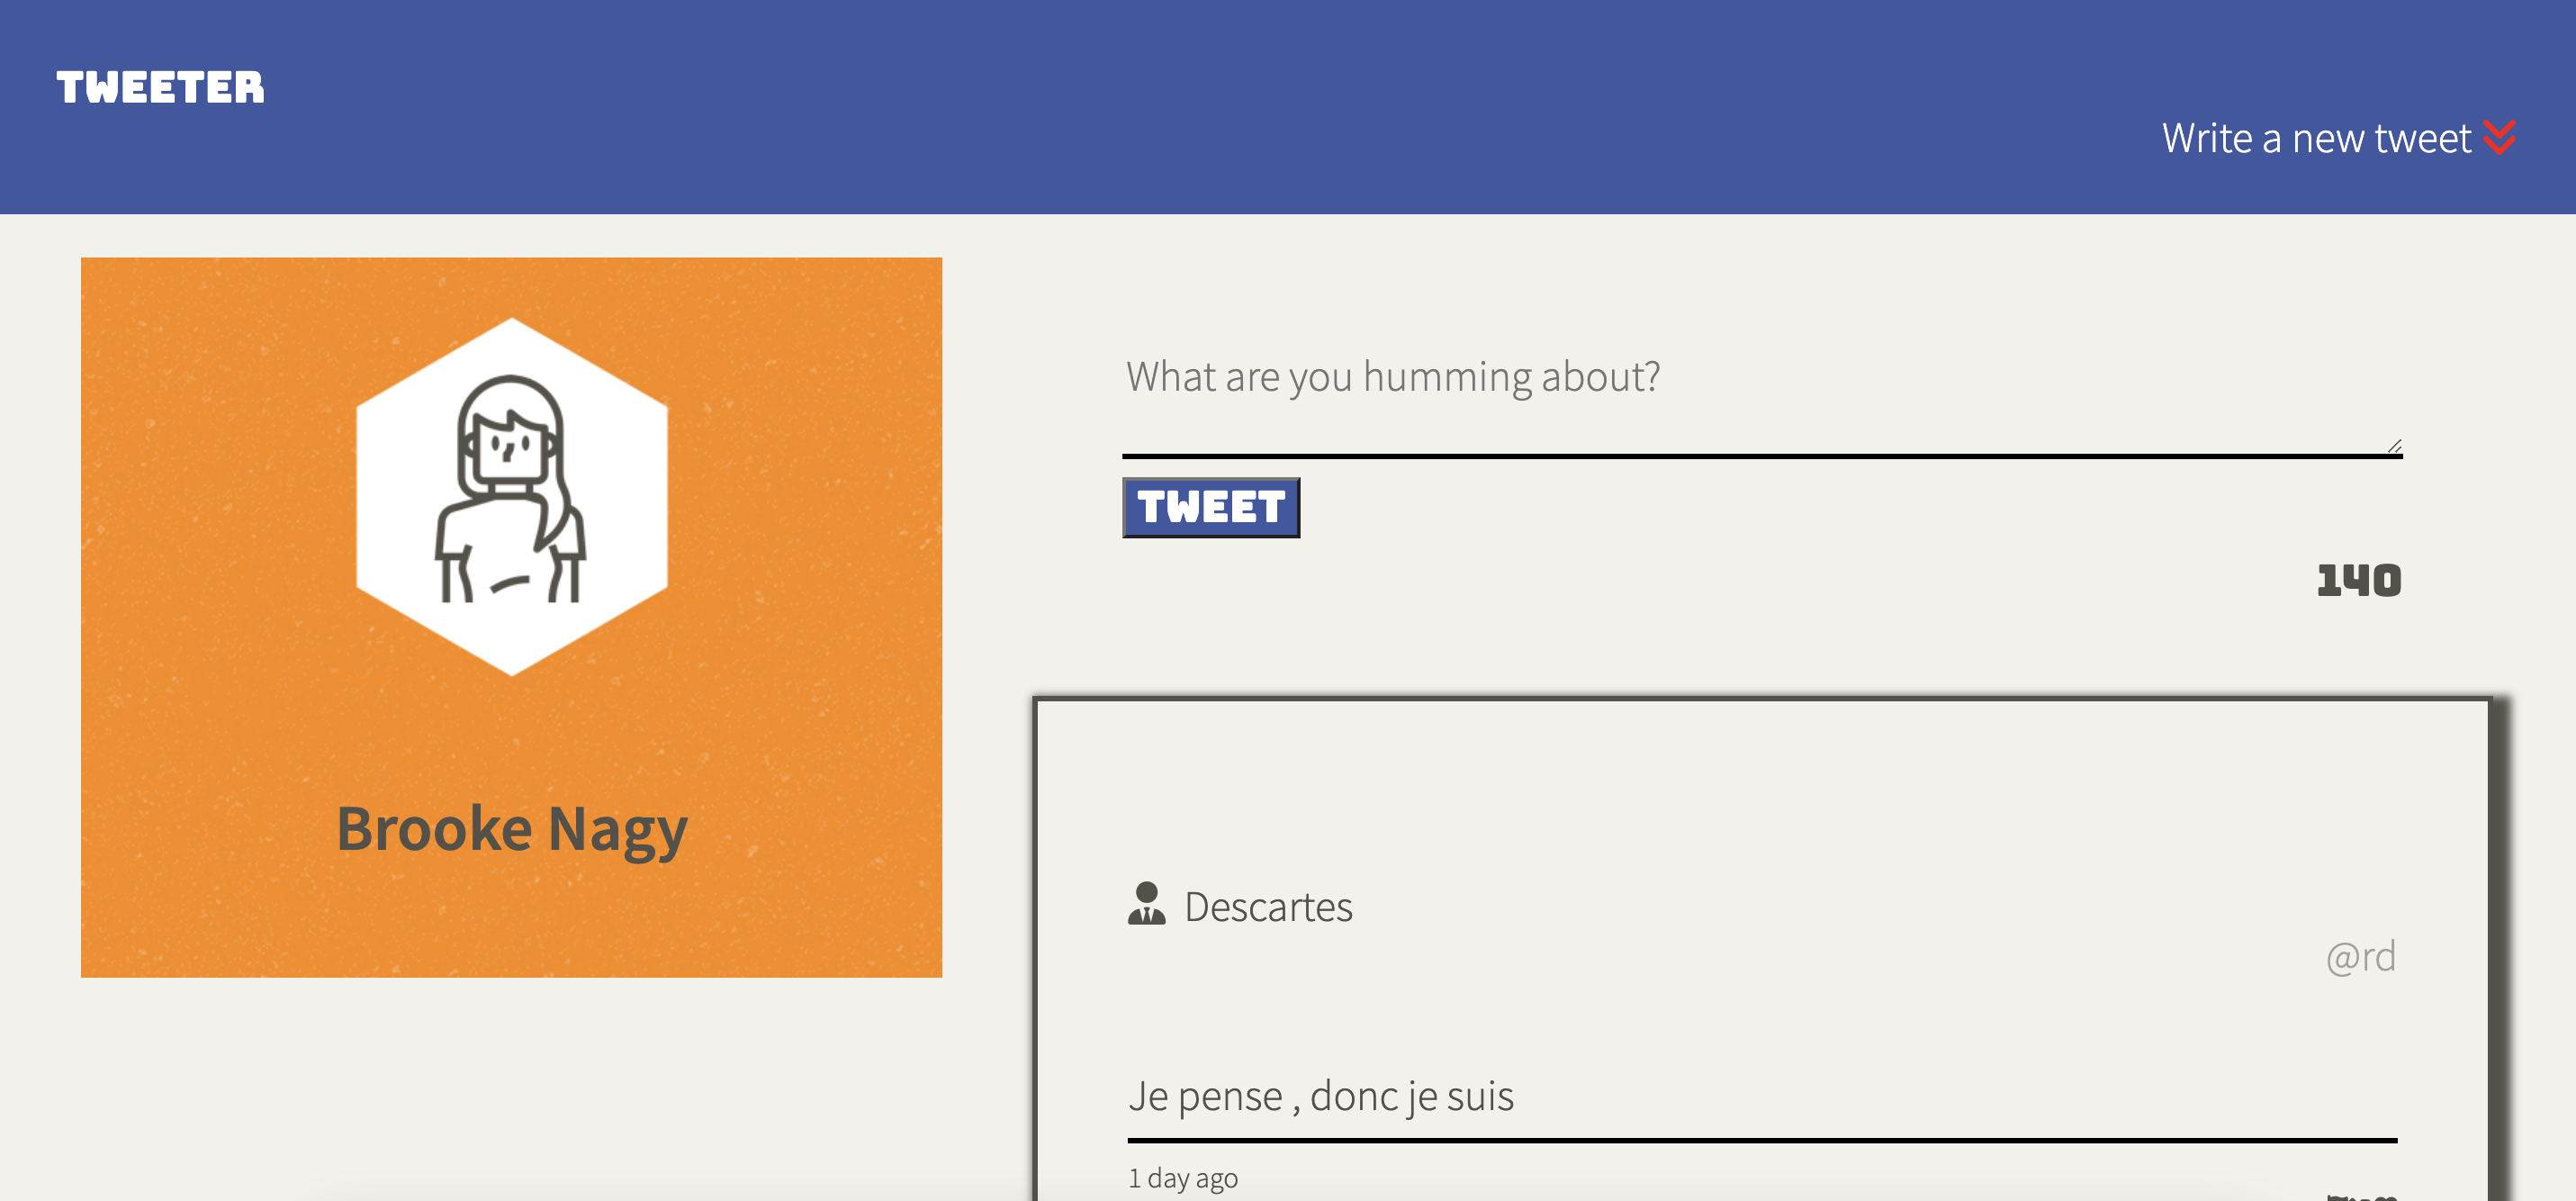 TWEETER
Write a new tweet
Brooke Nagy
What are you humming about?
TWEET
140
Descartes
@rd
Je pense , donc je suis
1 day ago